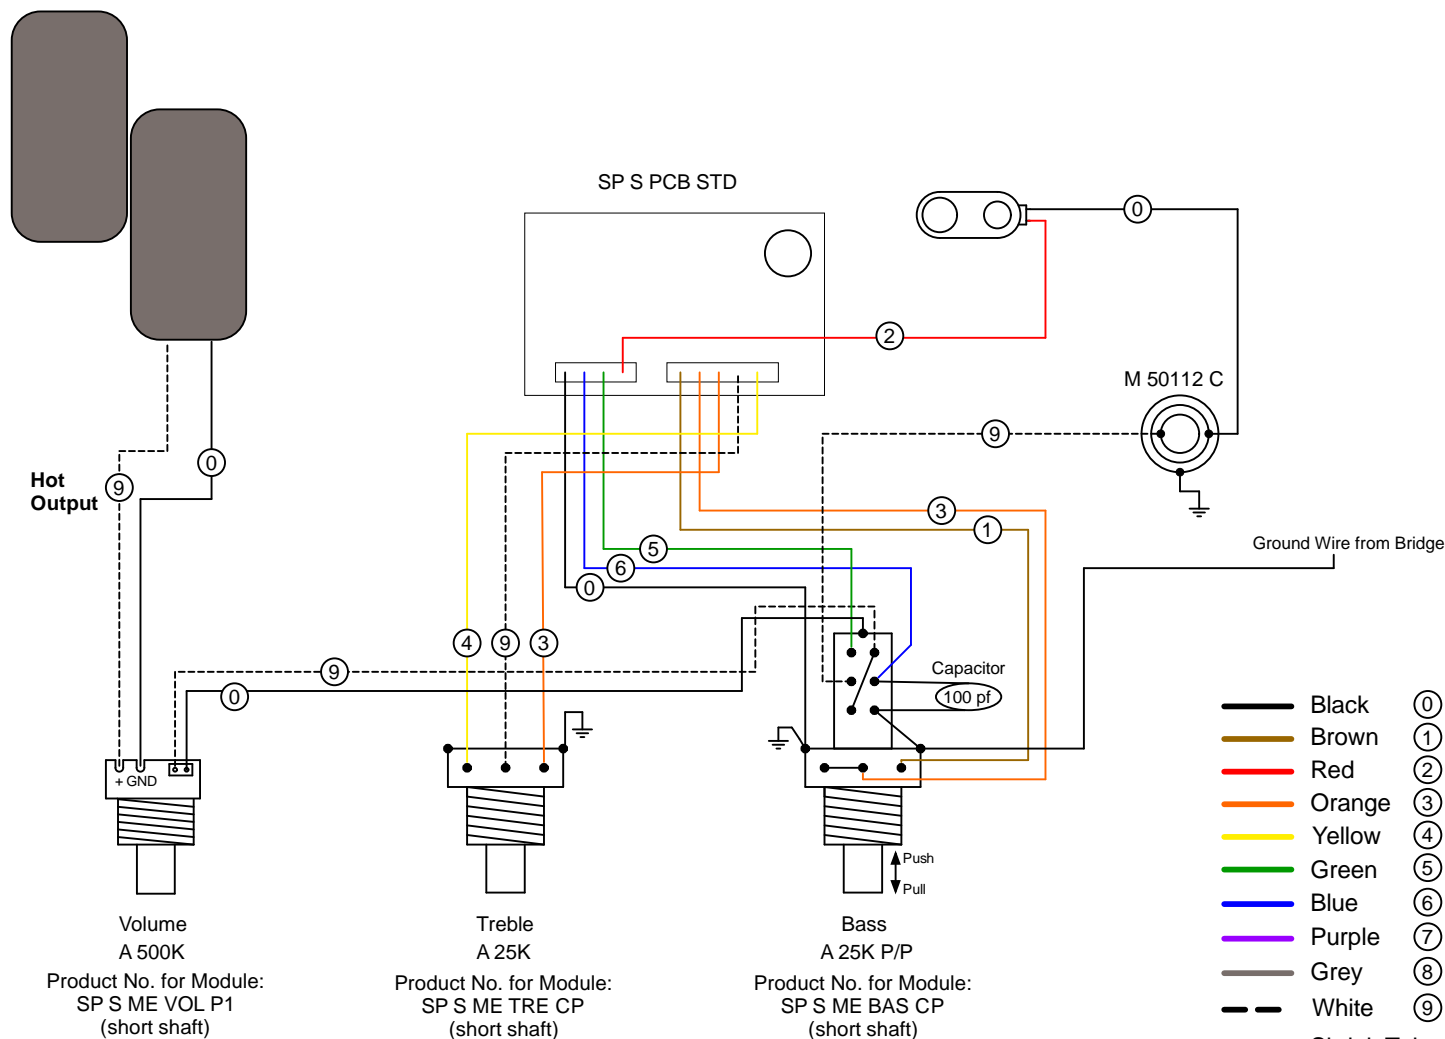 SP S PCB STD
0
2
M 50112 C
9
Hot
Output
0
9
3
1
Ground Wire from Bridge
5
6
0
4
9
3
9
0
Capacitor
100 pf
+ GND
Push
Pull
Volume
A 500K
Product No. for Module:
SP S ME VOL P1
(short shaft)
Treble
A 25K
Product No. for Module:
SP S ME TRE CP
(short shaft)
Bass
A 25K P/P
Product No. for Module:
SP S ME BAS CP
(short shaft)
Black 0
Brown 1
Red 2
Orange 3
Yellow 4
Green 5
Blue 6
Purple 7
Grey 8
White 9